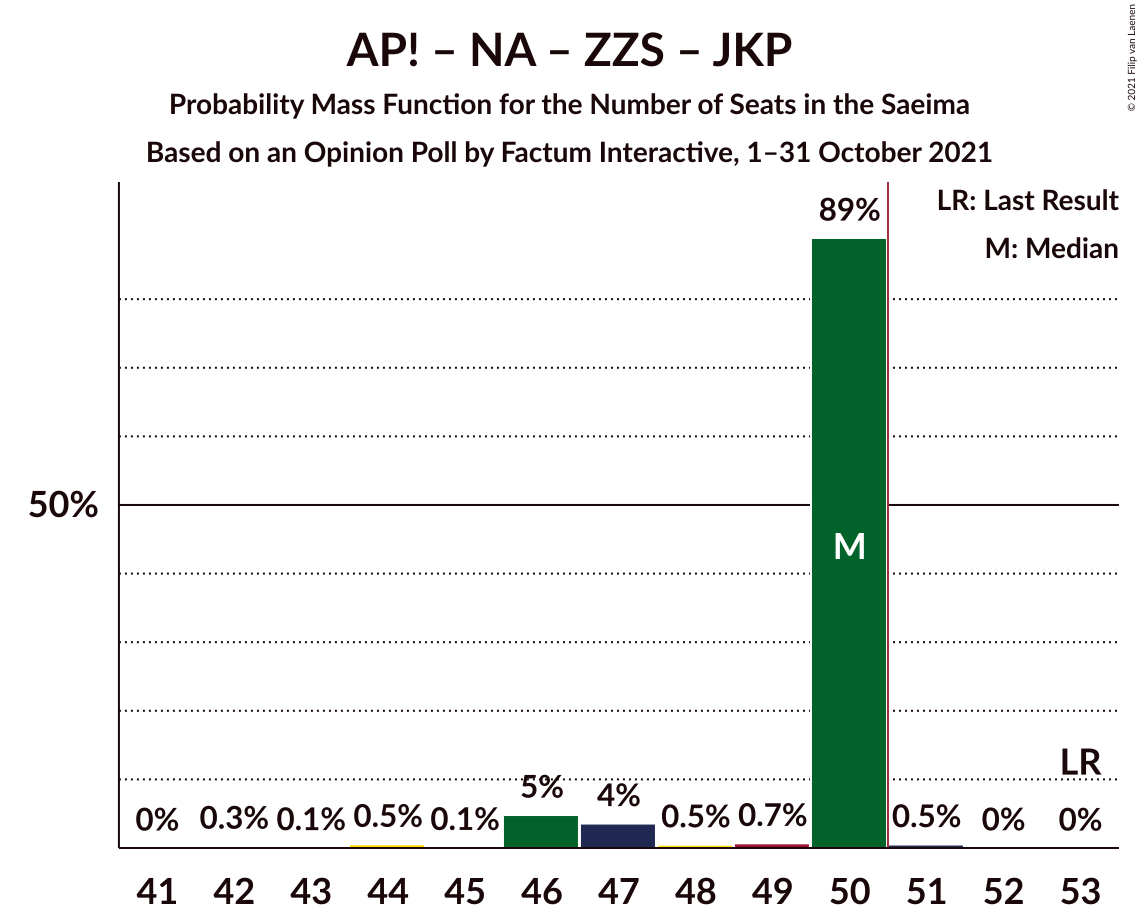 AP! – NA – ZZS – JKP
Probability Mass Function for the Number of Seats in the Saeima
Based on an Opinion Poll by Factum Interactive, 1–31 October 2021
© 2021 Filip van Laenen
LR: Last Result
M: Median
89%
50%
M
LR
0% 0.3% 0.1% 0.5% 0.1% 5% 4% 0.5% 0.7% 0.5% 0% 0%
41 42 43 44 45 46 47 48 49 50 51 52 53